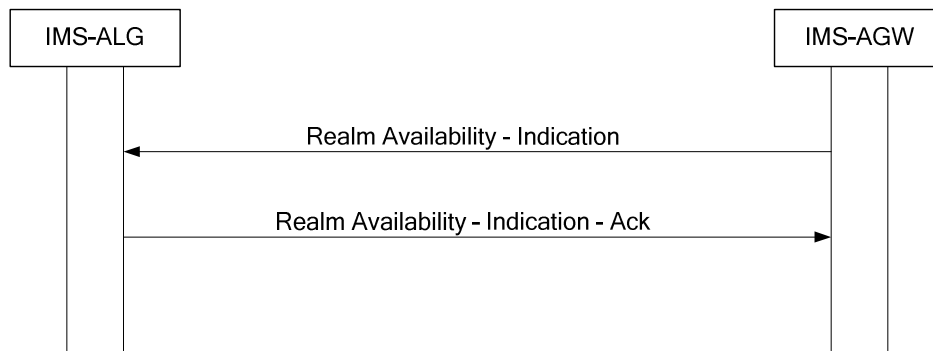 IMS-ALG
IMS-AGW
Realm Availability - Indication
Realm Availability - Indication - Ack